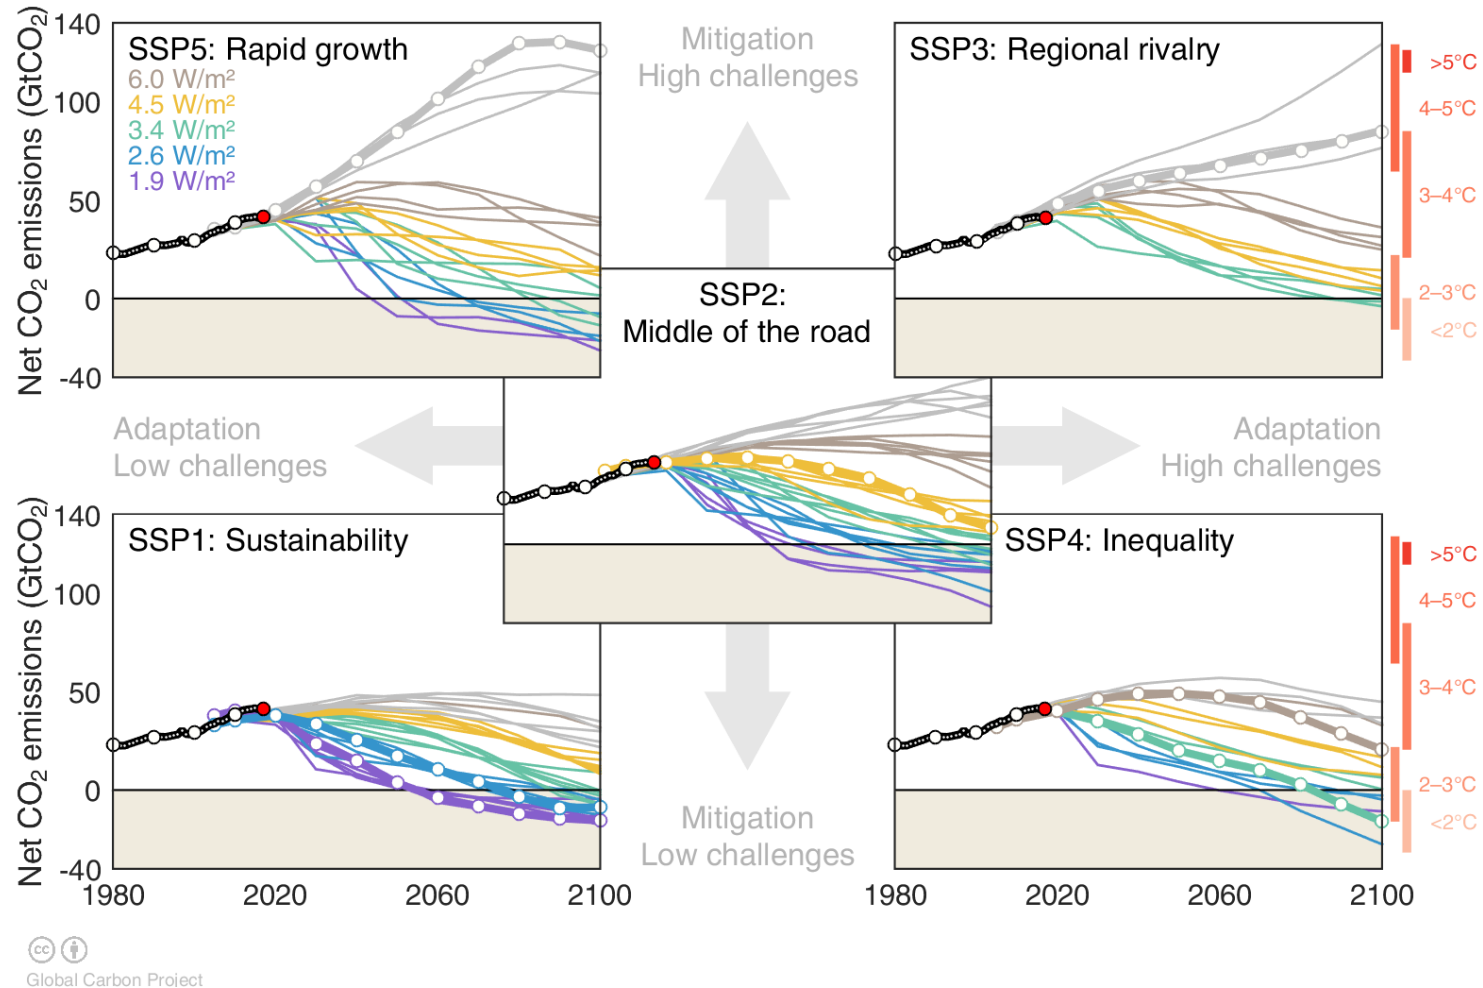 Net CO₂ emissions (GtCO₂)
140
100
50
0
-40
SSP5: Rapid growth
6.0 W/m²
4.5 W/m²
3.4 W/m²
2.6 W/m²
1.9 W/m²
Mitigation
High challenges
SSP3: Regional rivalry
>5°C
4–5°C
3–4°C
2–3°C
<2°C
SSP2:
Middle of the road
Adaptation
Low challenges
Adaptation
High challenges
Net CO₂ emissions (GtCO₂)
140
100
50
0
-40
SSP1: Sustainability
1980
2020
2060
2100
Mitigation
Low challenges
SSP4: Inequality
>5°C
4–5°C
3–4°C
2–3°C
<2°C
1980
2020
2060
2100
cc
Global Carbon Project